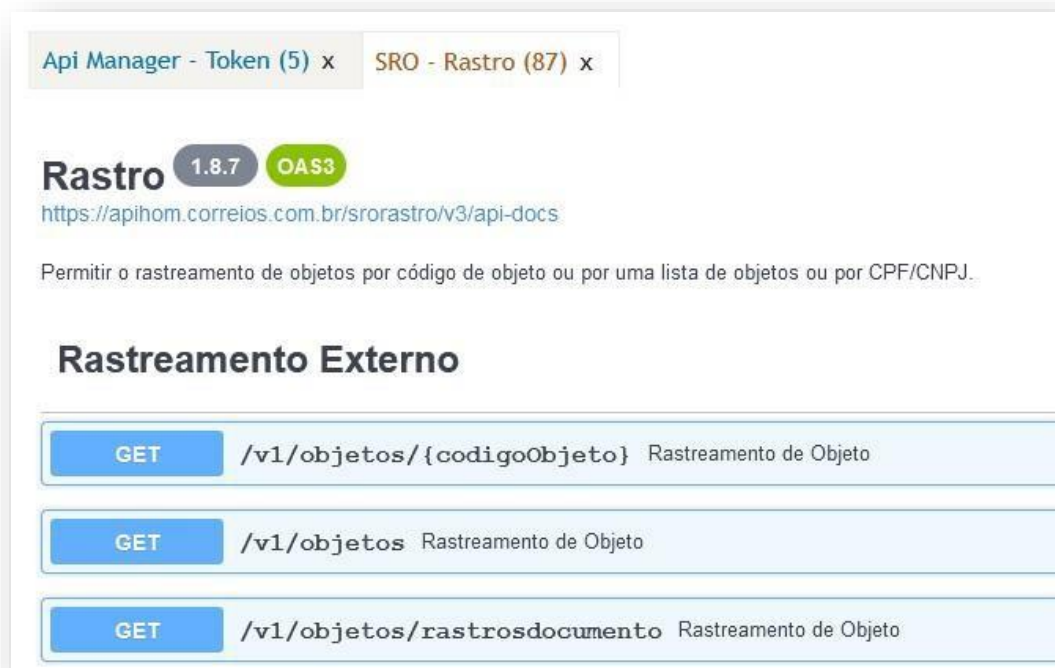 Api Manager - Token (5) x SRO - Rastro (87) x
Rastro 1.8.7 OAS3
https://apihom.correios.com.br/srorastro/v3/api-docs
Permitir o rastreamento de objetos por código de objeto ou por uma lista de objetos ou por CPF/CNPJ.
Rastreamento Externo
GET /v1/objetos/{codigoObjeto} Rastreamento de Objeto
GET /v1/objetos Rastreamento de Objeto
GET /v1/objetos/rastrosdocumento Rastreamento de Objeto